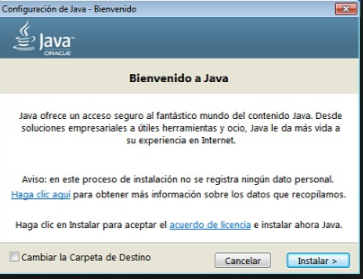 Configuración de Java - Bienvenido
Java
ORACLE
Bienvenido a Java
Java ofrece un acceso seguro al fantástico mundo del contenido Java. Desde
soluciones empresariales a útiles herramientas y ocio, Java le da más vida a
su experiencia en Internet.
Aviso: en este proceso de instalación no se registra ningún dato personal.
Haga clic aquí para obtener más información sobre los datos que recopilamos.
Haga clic en Instalar para aceptar el acuerdo de licencia e instalar ahora Java.
Cambiar la Carpeta de Destino
Cancelar
Instalar >